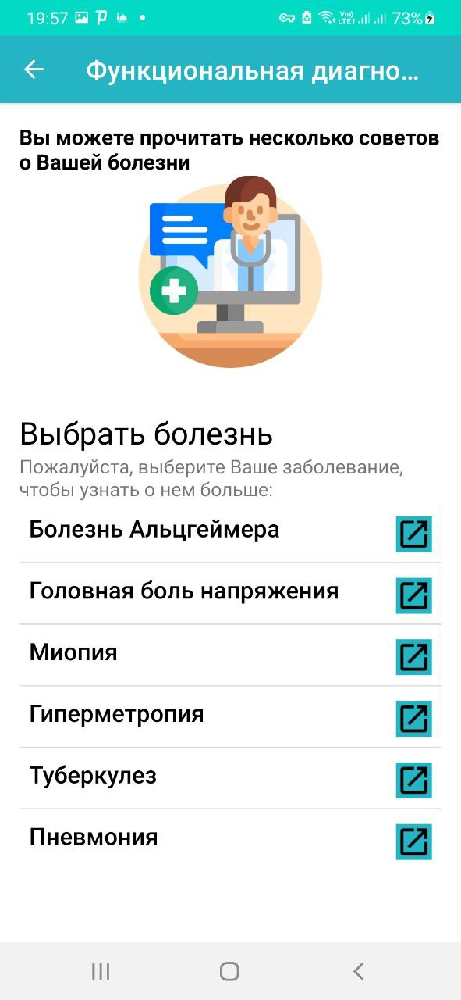 19:57
Vo))
LTE1
73%
Функциональная диагно...
Вы можете прочитать несколько советов
о Вашей болезни
Выбрать болезнь
Пожалуйста, выберите Ваше заболевание,
чтобы узнать о нем больше:
Болезнь Альцгеймера
Головная боль напряжения
Миопия
Гиперметропия
Туберкулез
Пневмония